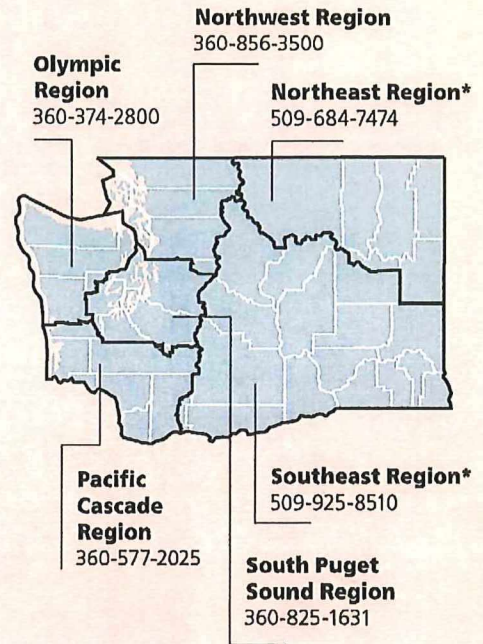 Northwest Region
360-856-3500
Olympic
Region
360-374-2800
Northeast Region*
509-684-7474
Pacific
Cascade
Region
360-577-2025
Southeast Region*
509-925-8510
South Puget
Sound Region
360-825-1631